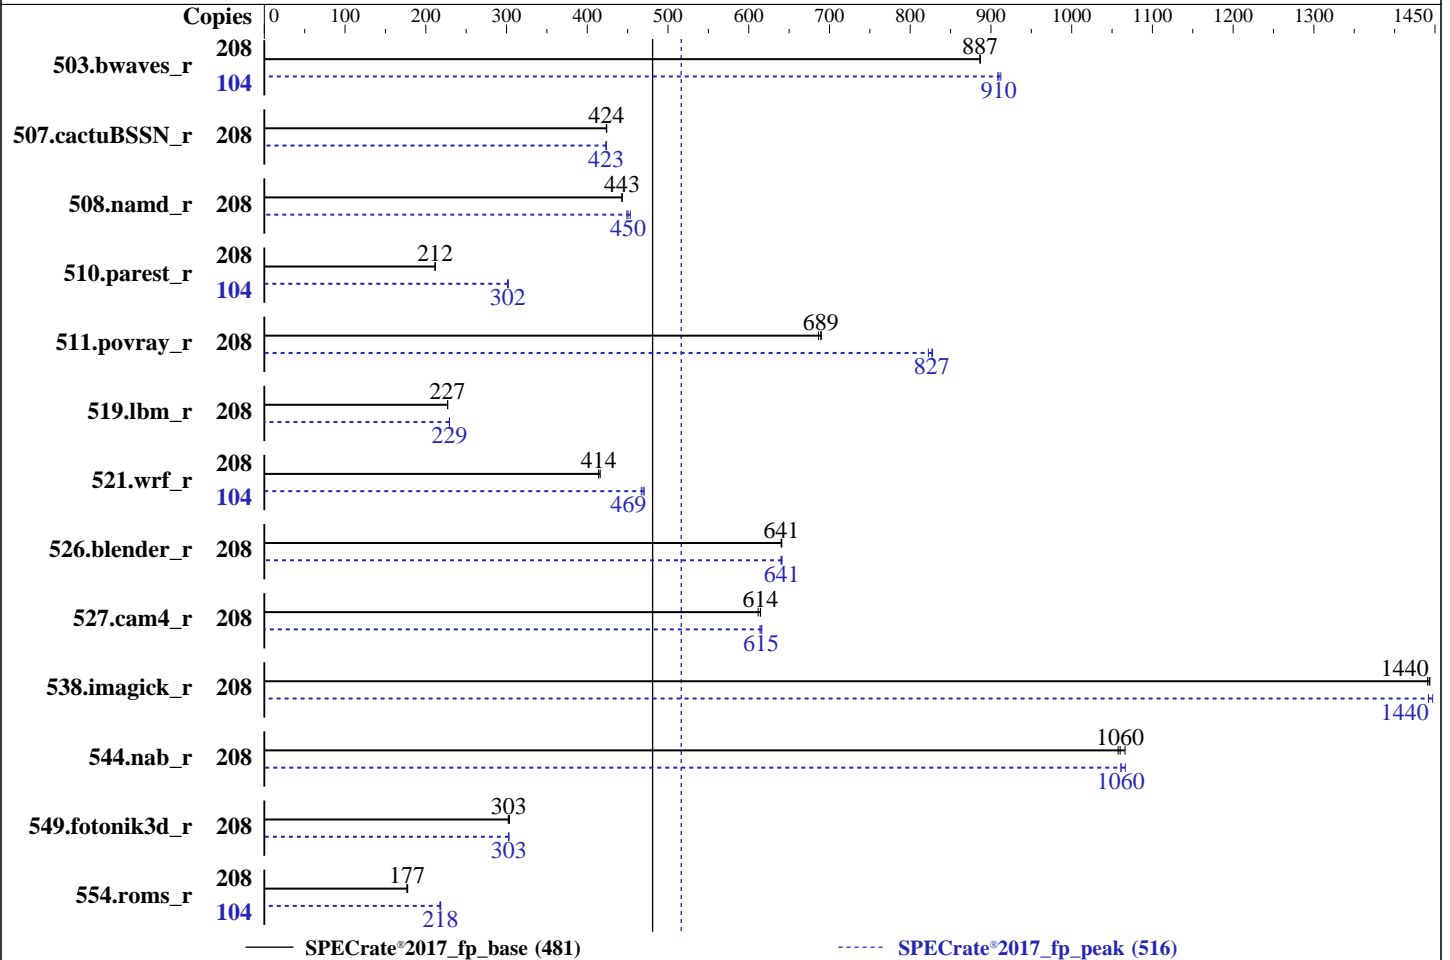 Copies 0 100 200 300 400 500 600 700 800 900 1000 1100 1200 1300 1450
503.bwaves_r 208 887
104 910
507.cactuBSSN_r 208 424
423
508.namd_r 208 443
450
510.parest_r 208 212
104 302
511.povray_r 208 689
827
519.lbm_r 208 227
229
521.wrf_r 208 414
104 469
526.blender_r 208 641
641
527.cam4_r 208 614
615
538.imagick_r 208 1440
1440
544.nab_r 208 1060
1060
549.fotonik3d_r 208 303
303
554.roms_r 208 177
104 218
SPECrate®2017_fp_base (481) SPECrate®2017_fp_peak (516)